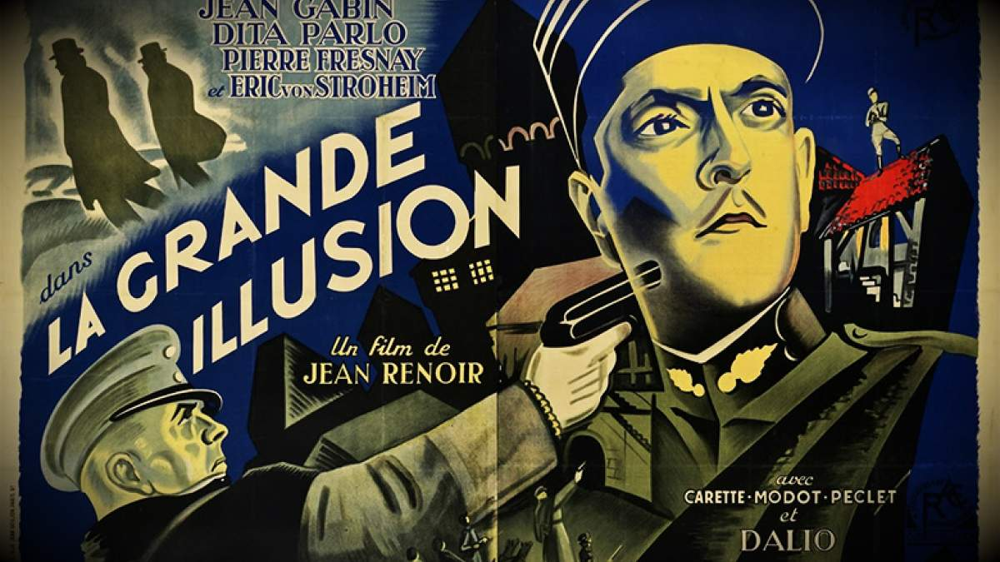 JEAN GABIN
DITA PARLO
PIERRE FRESNAY
et ERIC VON STROHEIM
dans
LA GRANDE
ILLUSION
Un film de
JEAN RENOIR
avec
CARETTE·MODOT·PECLET
et
DALIO